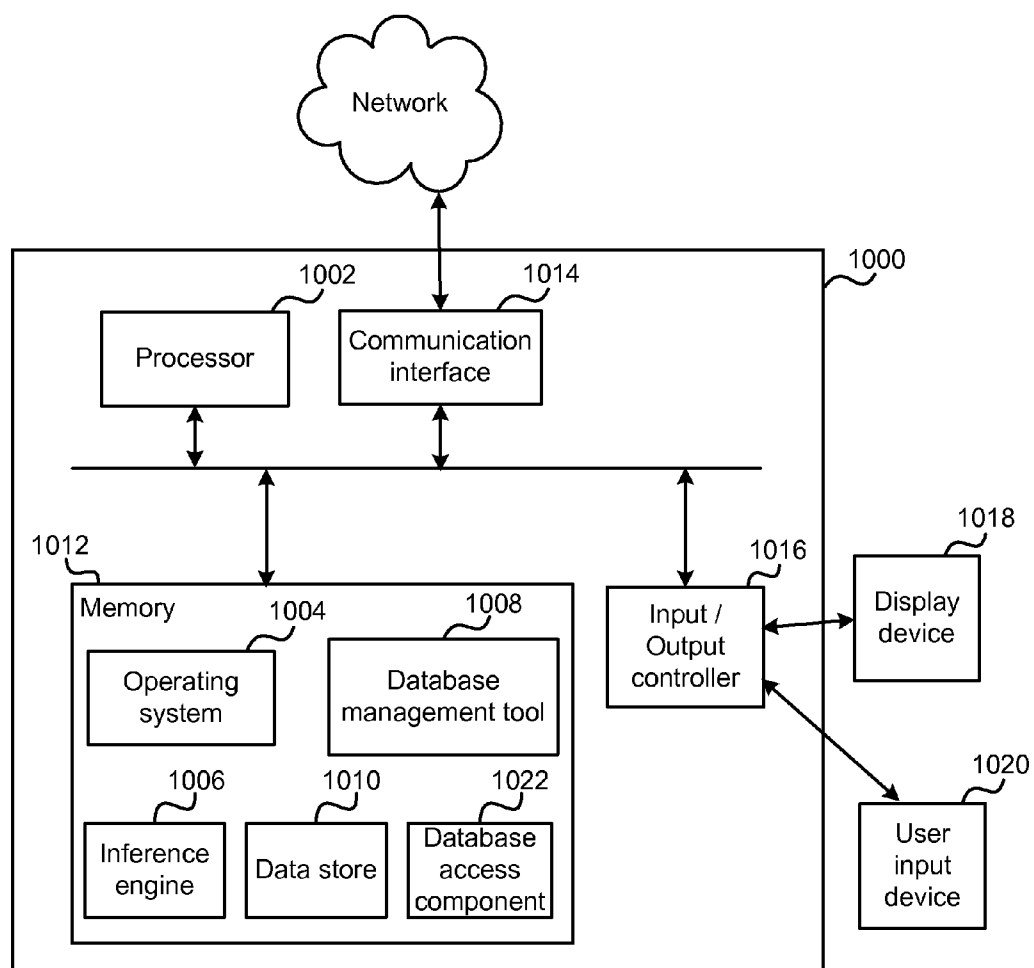 Network
1000
1002
1014
Processor
Communication
interface
1012
1018
1016
Memory
1004
1008
Input /
Output
controller
Display
device
Operating
system
Database
management tool
1006
1010
1022
1020
Inference
engine
Data store
Database
access
component
User
input
device